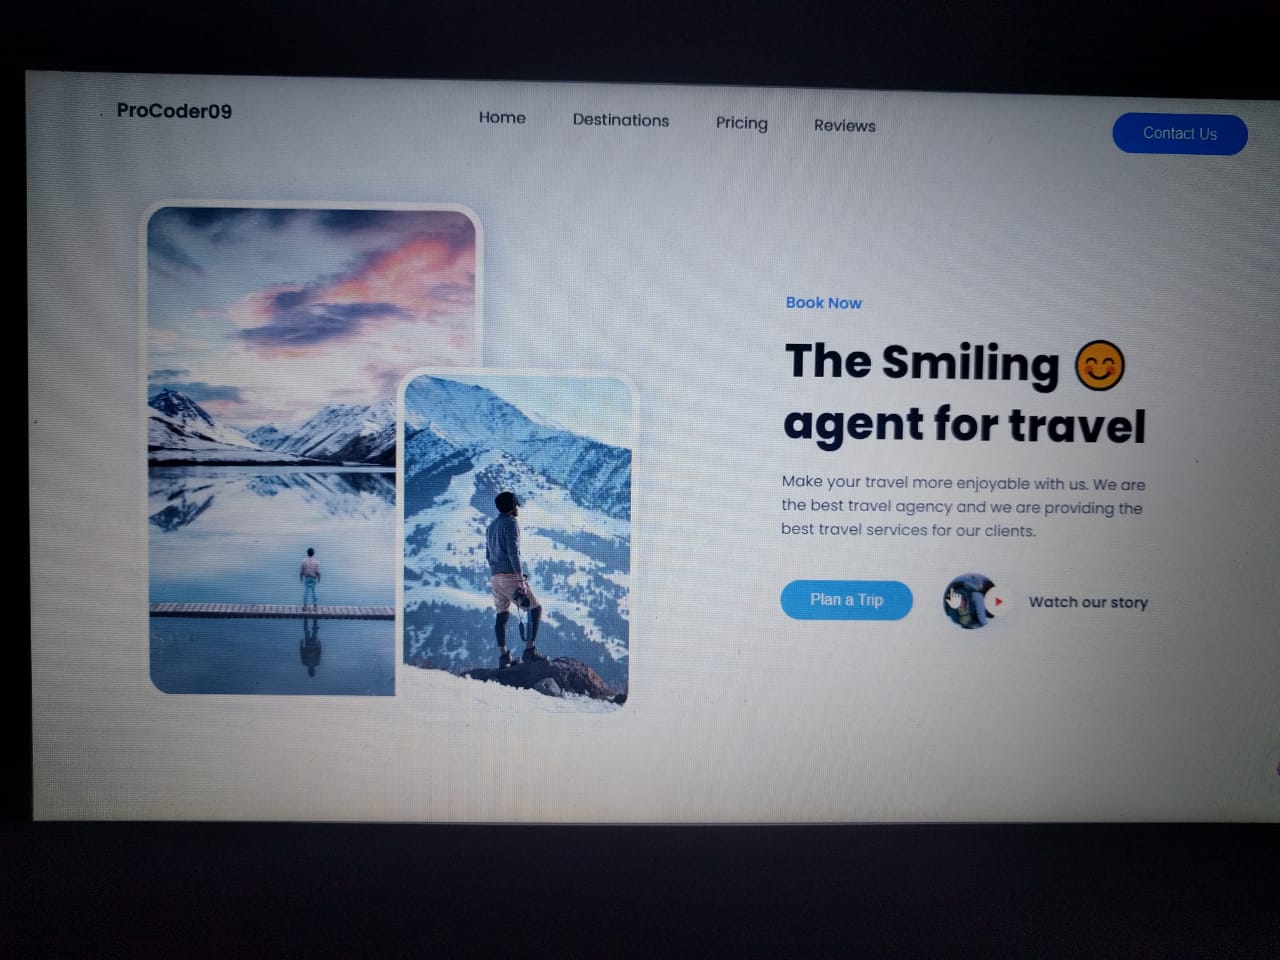 ProCoder09
Home Destinations Pricing Reviews
Contact Us
Book Now
The Smiling 😊
agent for travel
Make your travel more enjoyable with us. We are
the best travel agency and we are providing the
best travel services for our clients.
Plan a Trip
Watch our story